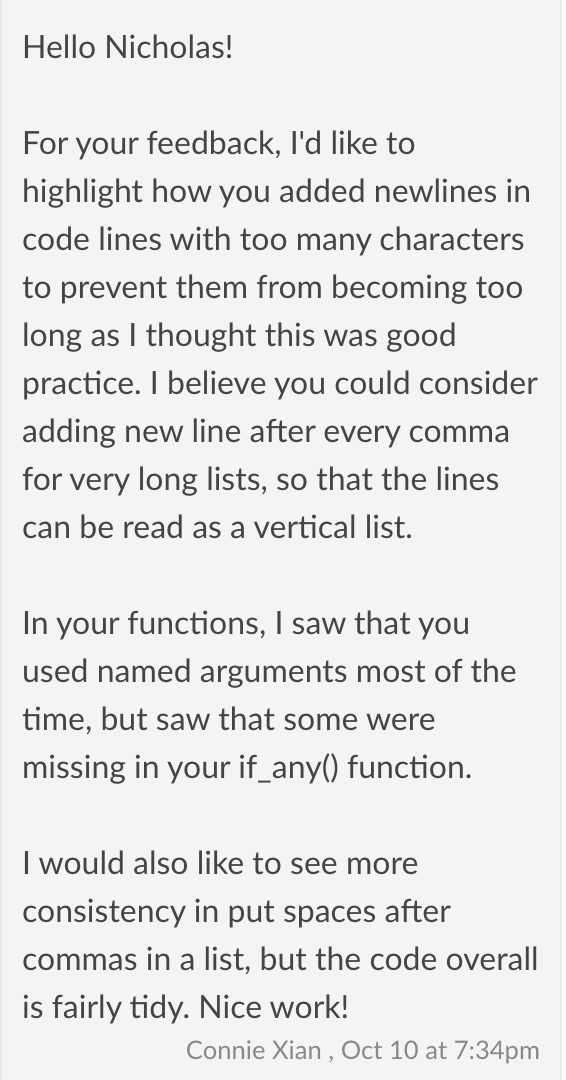 Hello Nicholas!
For your feedback, I'd like to
highlight how you added newlines in
code lines with too many characters
to prevent them from becoming too
long as I thought this was good
practice. I believe you could consider
adding new line after every comma
for very long lists, so that the lines
can be read as a vertical list.
In your functions, I saw that you
used named arguments most of the
time, but saw that some were
missing in your if_any() function.
I would also like to see more
consistency in put spaces after
commas in a list, but the code overall
is fairly tidy. Nice work!
Connie Xian , Oct 10 at 7:34pm